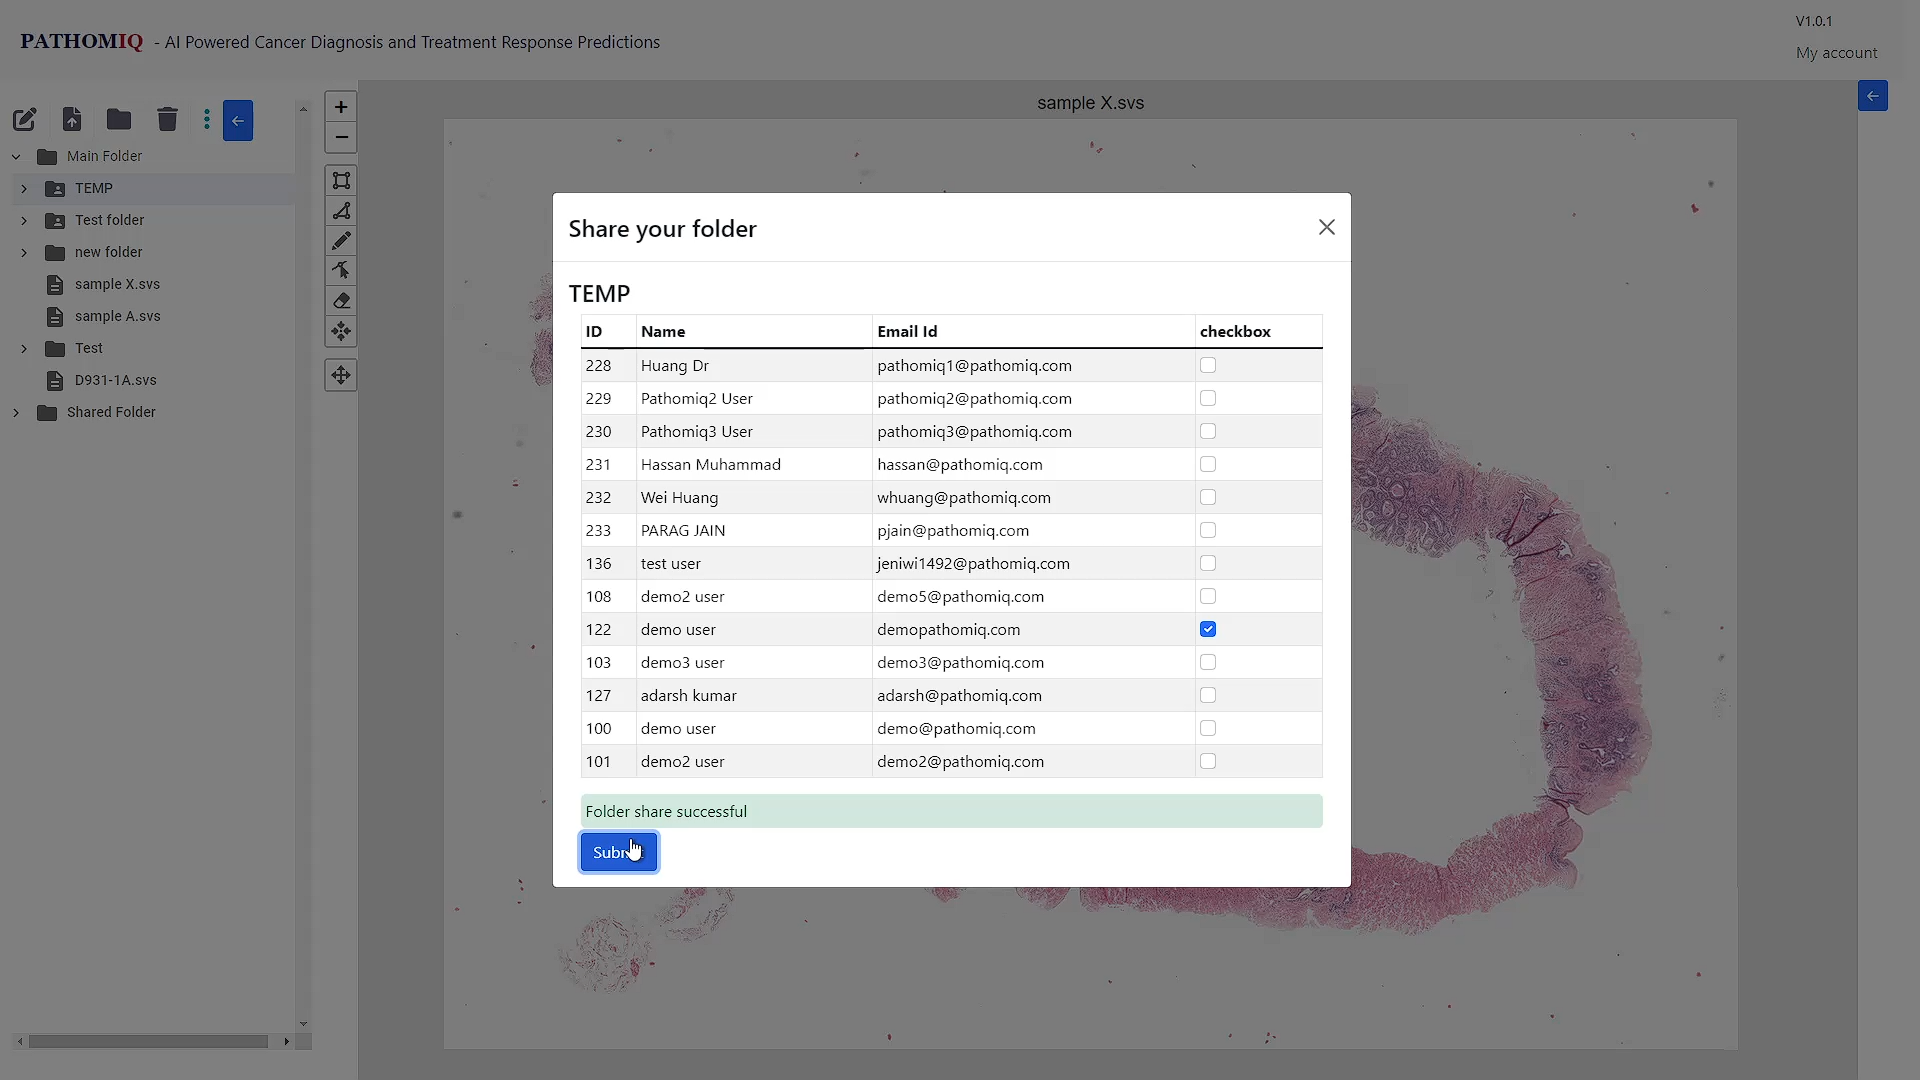 PATHOMIQ - AI Powered Cancer Diagnosis and Treatment Response Predictions
V1.0.1
My account
Main Folder
TEMP
Test folder
new folder
sample X.svs
sample A.svs
Test
D931-1A.svs
Shared Folder
sample X.svs
Share your folder
TEMP
ID Name Email Id checkbox
228 Huang Dr pathomiq1@pathomiq.com
229 Pathomiq2 User pathomiq2@pathomiq.com
230 Pathomiq3 User pathomiq3@pathomiq.com
231 Hassan Muhammad hassan@pathomiq.com
232 Wei Huang whuang@pathomiq.com
233 PARAG JAIN pjain@pathomiq.com
136 test user jeniwi1492@pathomiq.com
108 demo2 user demo5@pathomiq.com
122 demo user demopathomiq.com
103 demo3 user demo3@pathomiq.com
127 adarsh kumar adarsh@pathomiq.com
100 demo user demo@pathomiq.com
101 demo2 user demo2@pathomiq.com
Folder share successful